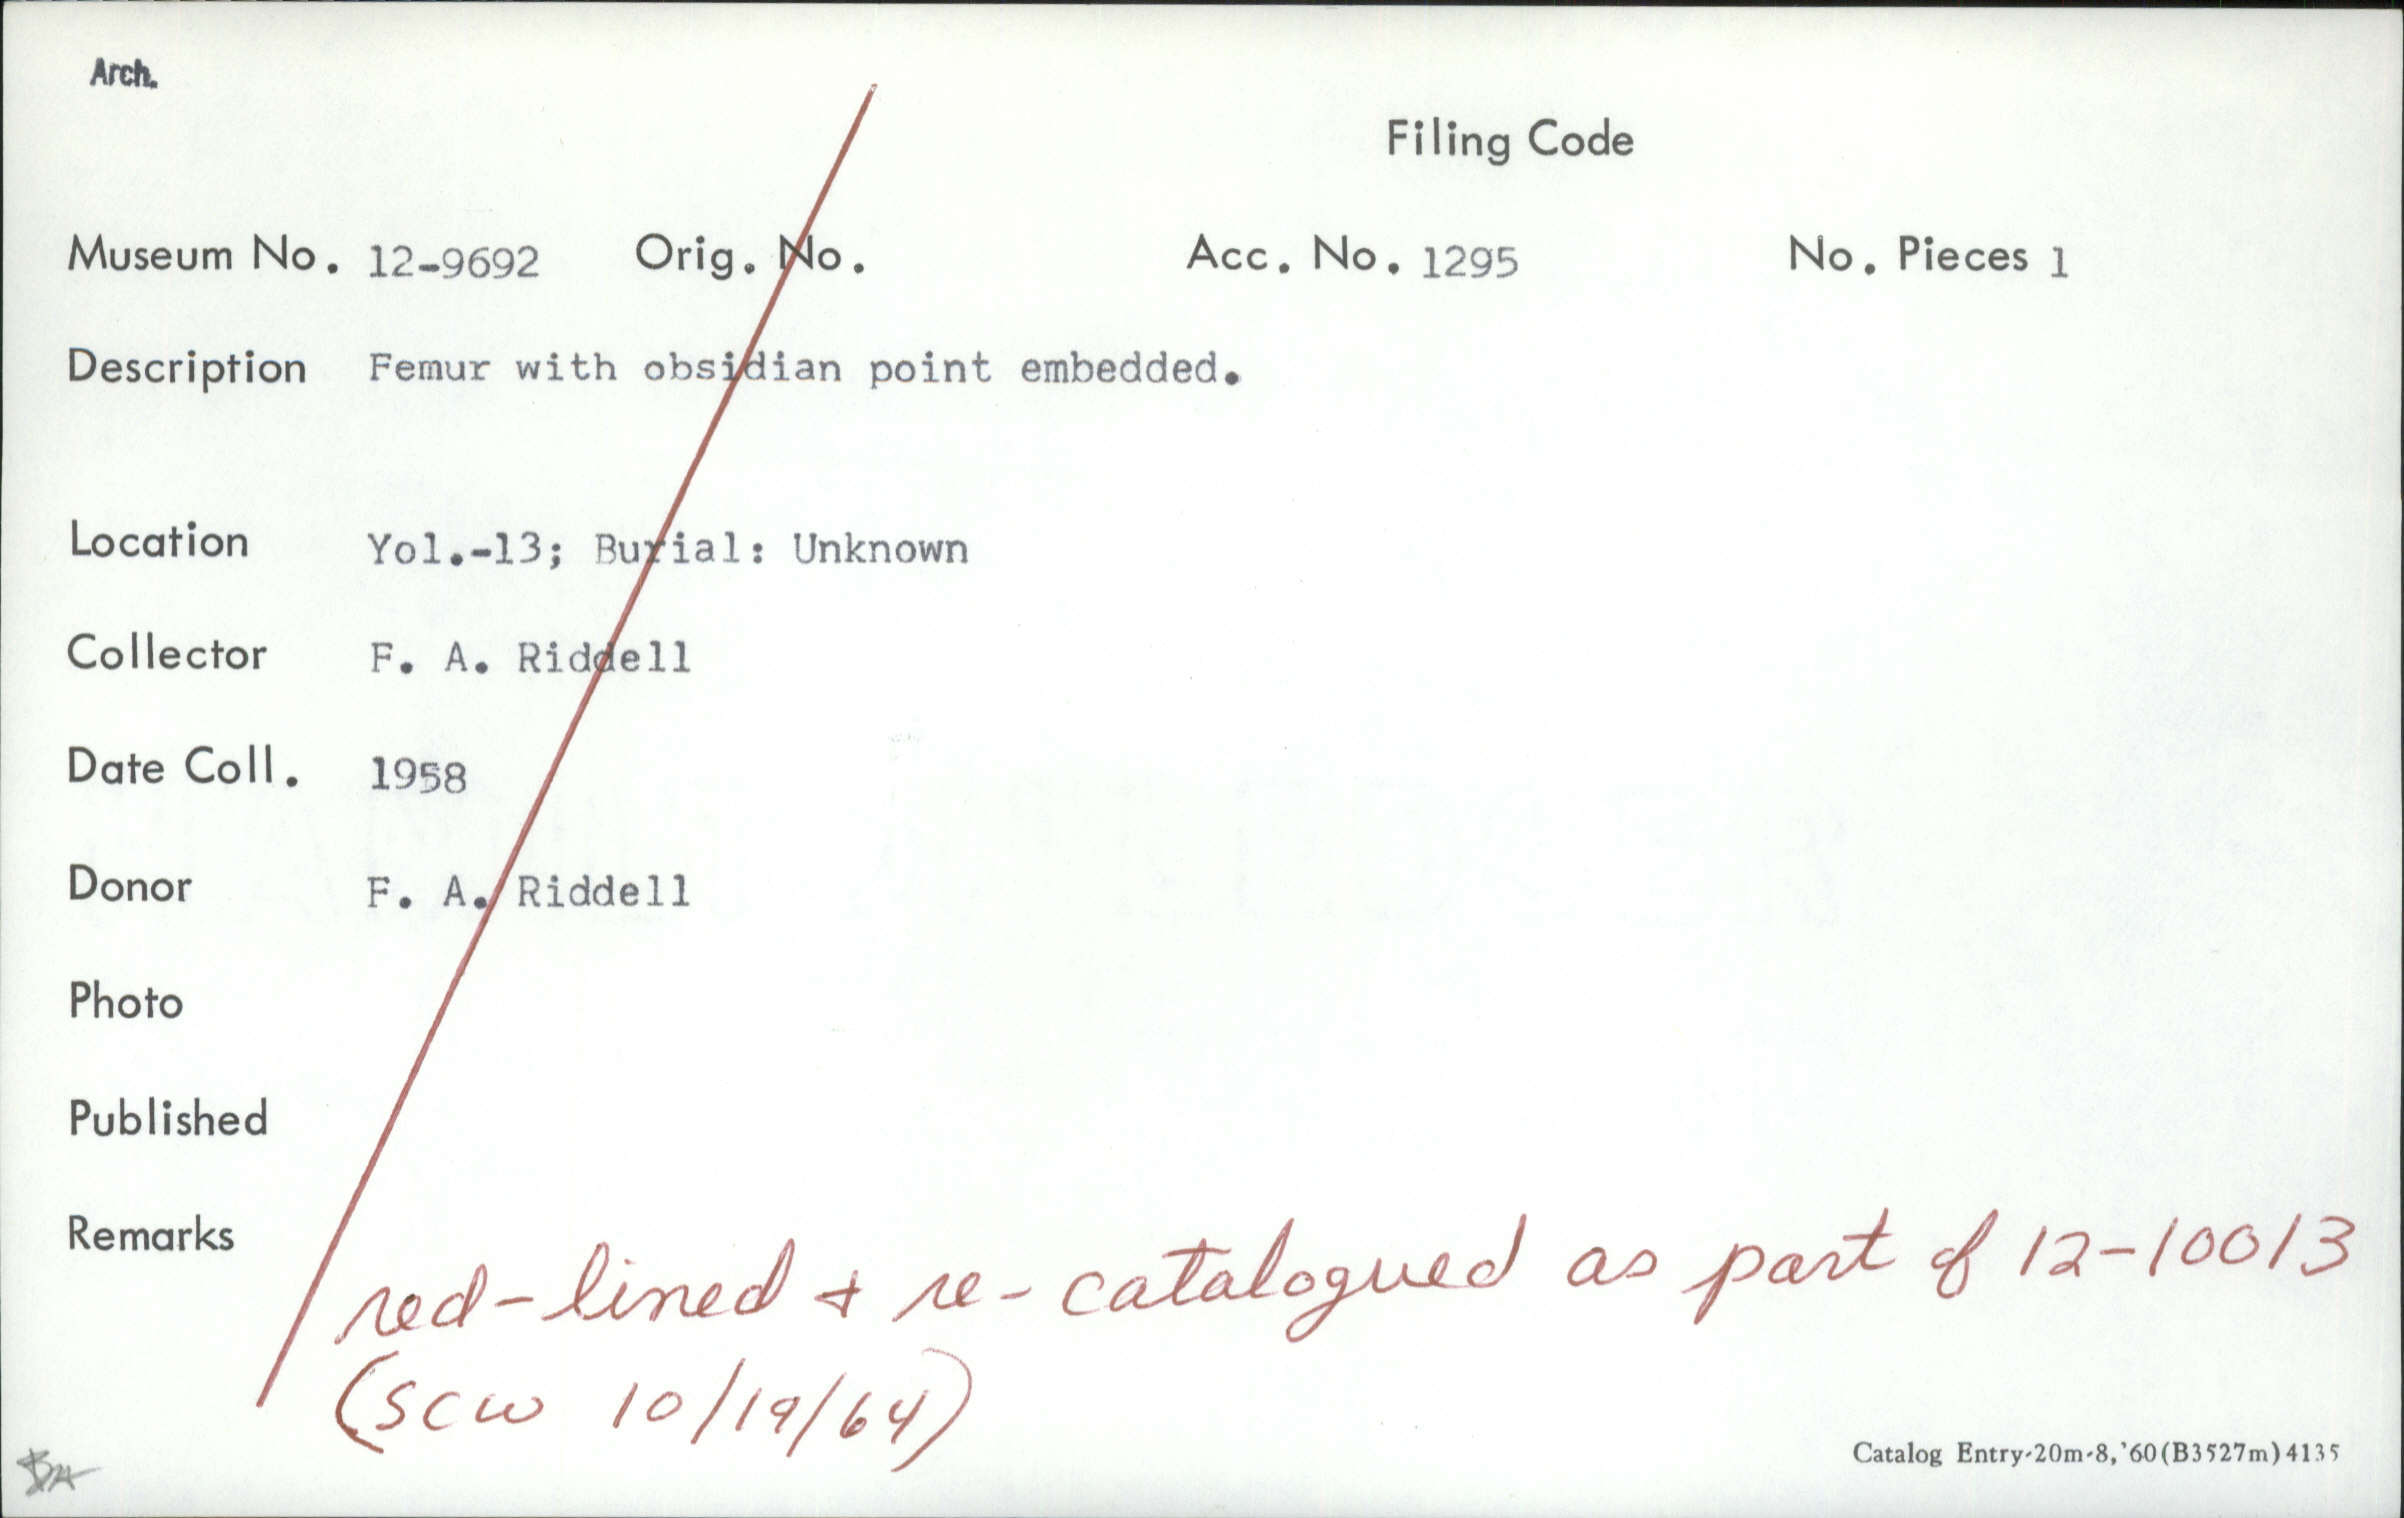 Arch.
Filing Code
Museum No. 12-9692 Orig. No. Acc. No. 1295 No. Pieces 1
Description Femur with obsidian point embedded.
Location Yol.-13; Burial: Unknown
Collector F. A. Riddell
Date Coll. 1958
Donor F. A. Riddell
Photo
Published
Remarks
red-lined + re-catalogued as part of 12-10013
(SCW 10/19/64)
Catalog Entry-20m-8,'60(B3527m)4135